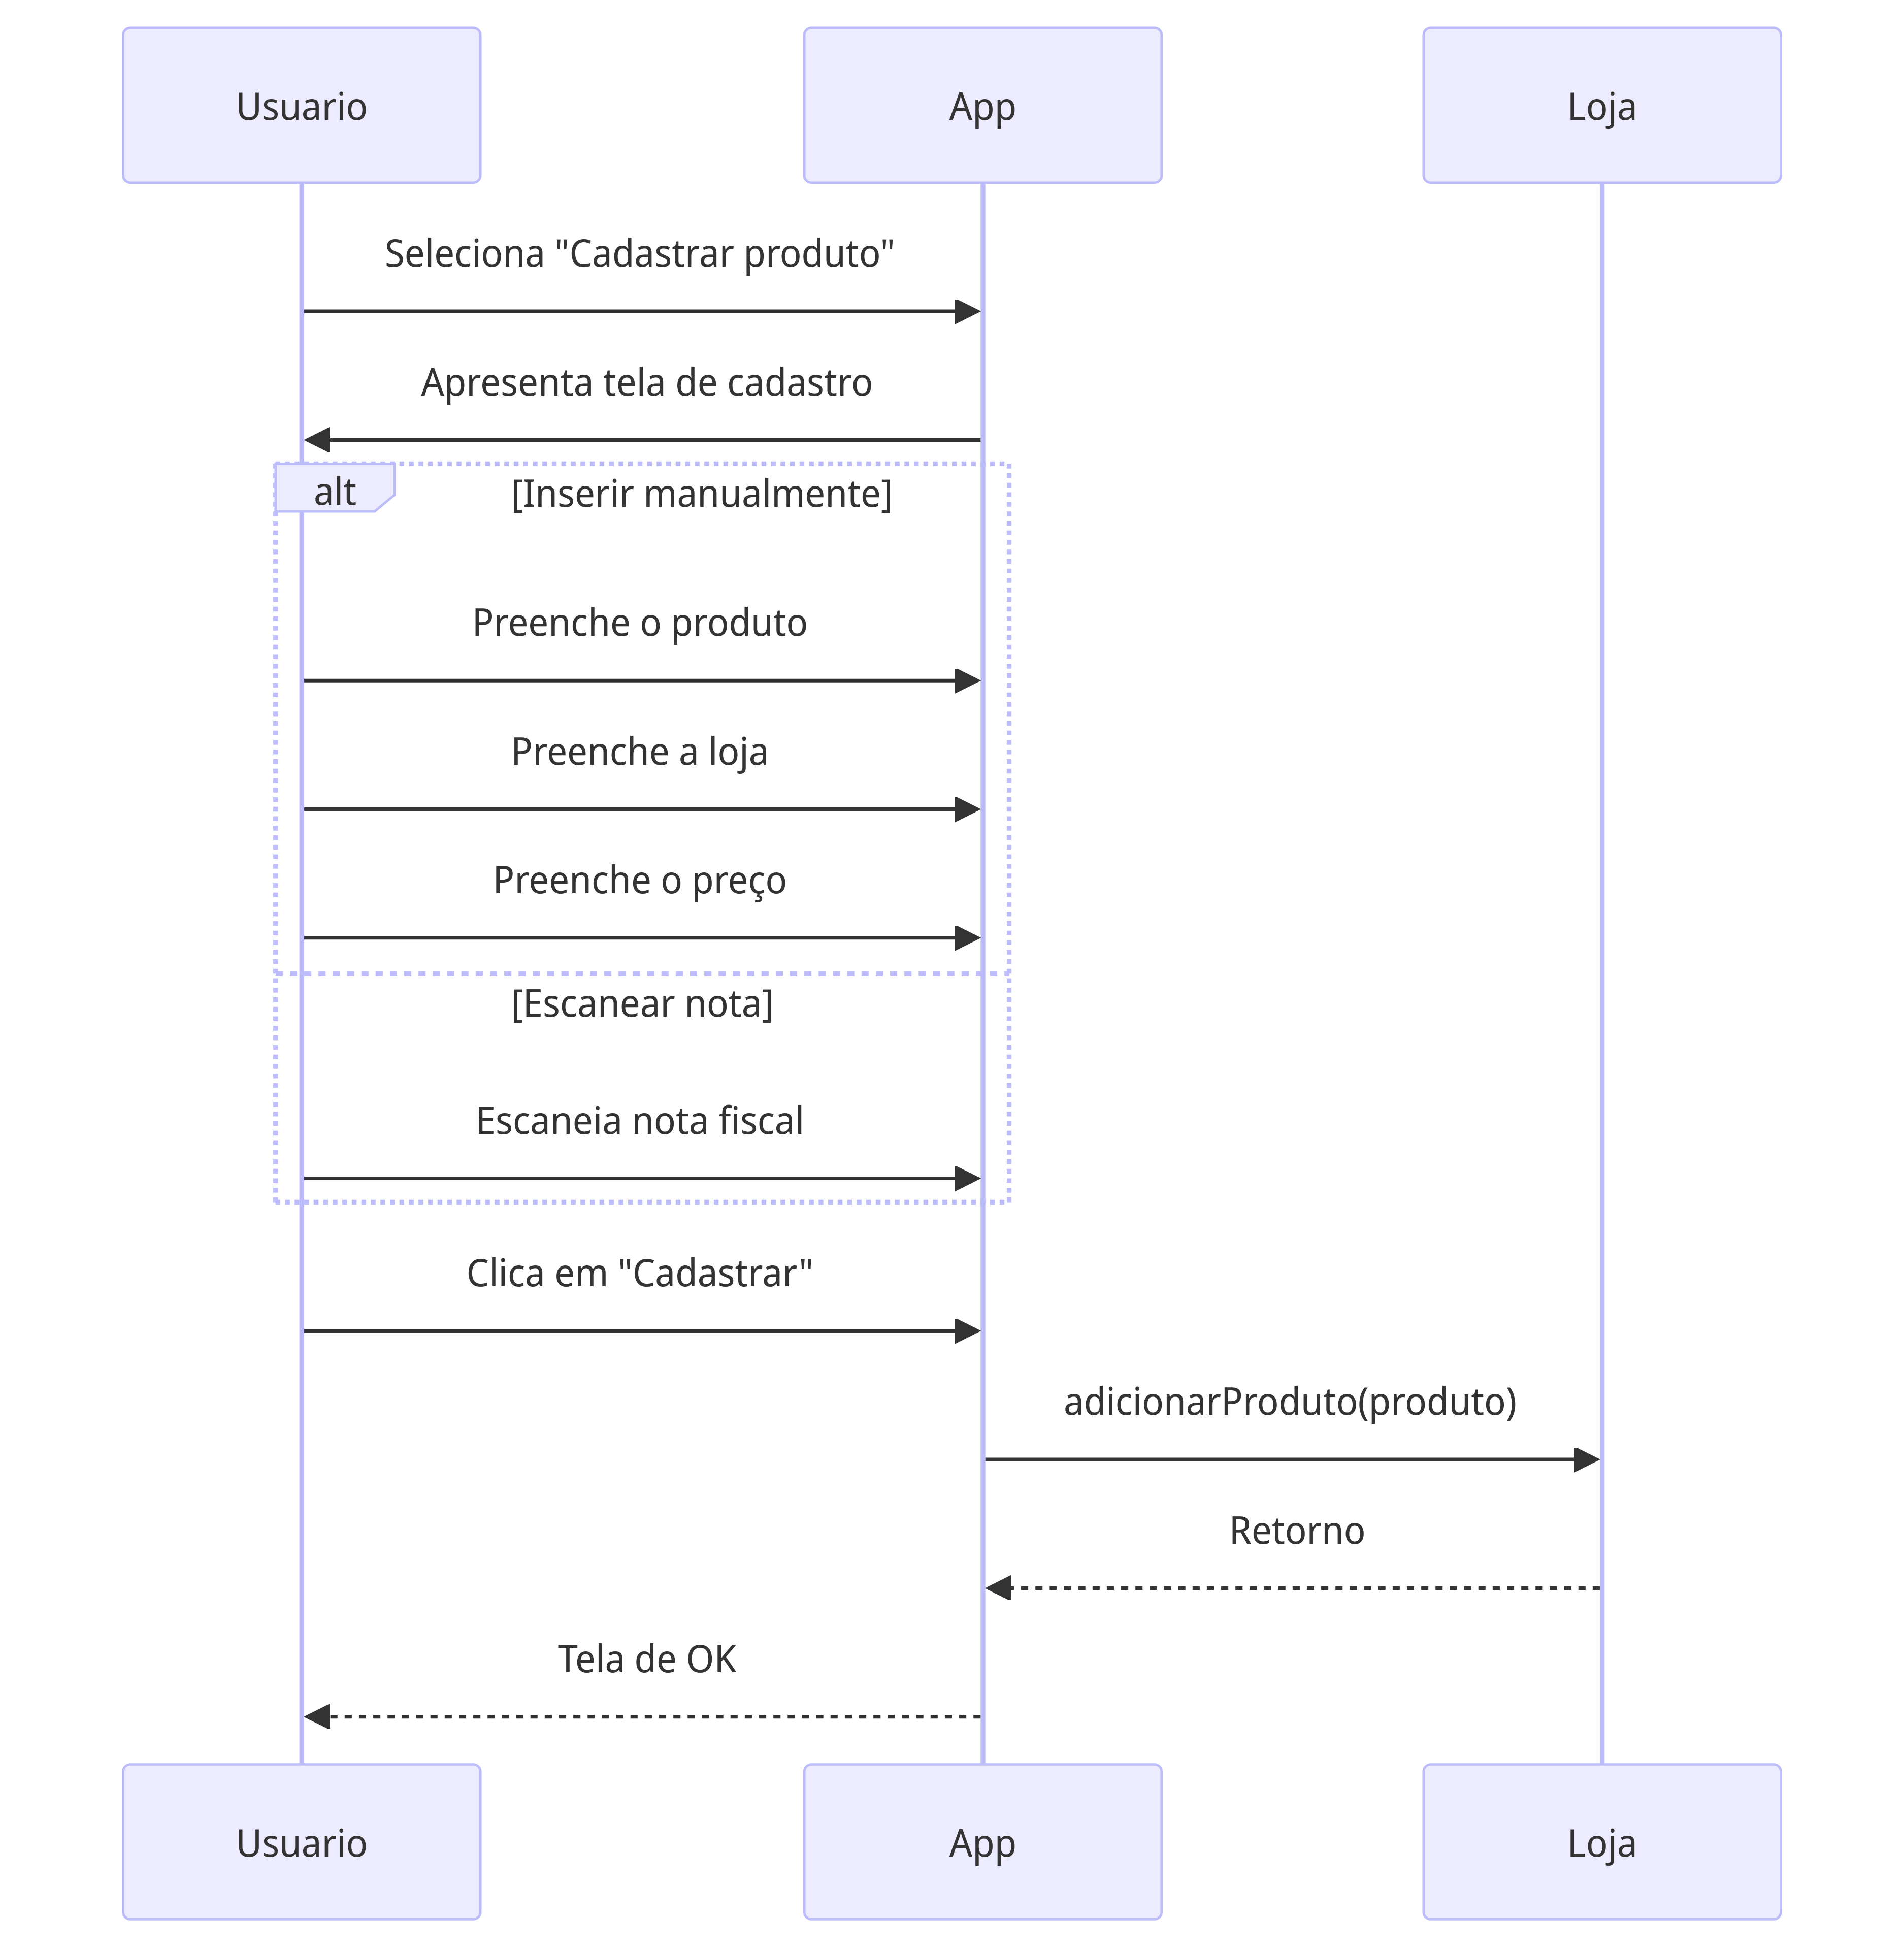 Usuario
App
Loja
Seleciona "Cadastrar produto"
Apresenta tela de cadastro
alt
[Inserir manualmente]
Preenche o produto
Preenche a loja
Preenche o preço
[Escanear nota]
Escaneia nota fiscal
Clica em "Cadastrar"
adicionarProduto(produto)
Retorno
Tela de OK
Usuario
App
Loja